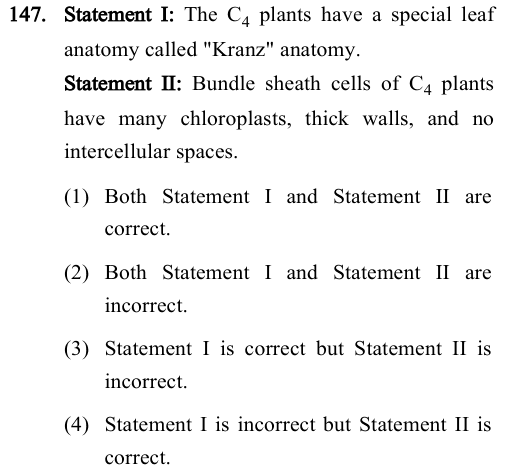 147. Statement I: The C₄ plants have a special leaf
anatomy called "Kranz" anatomy.
Statement II: Bundle sheath cells of C₄ plants
have many chloroplasts, thick walls, and no
intercellular spaces.
(1) Both Statement I and Statement II are
correct.
(2) Both Statement I and Statement II are
incorrect.
(3) Statement I is correct but Statement II is
incorrect.
(4) Statement I is incorrect but Statement II is
correct.